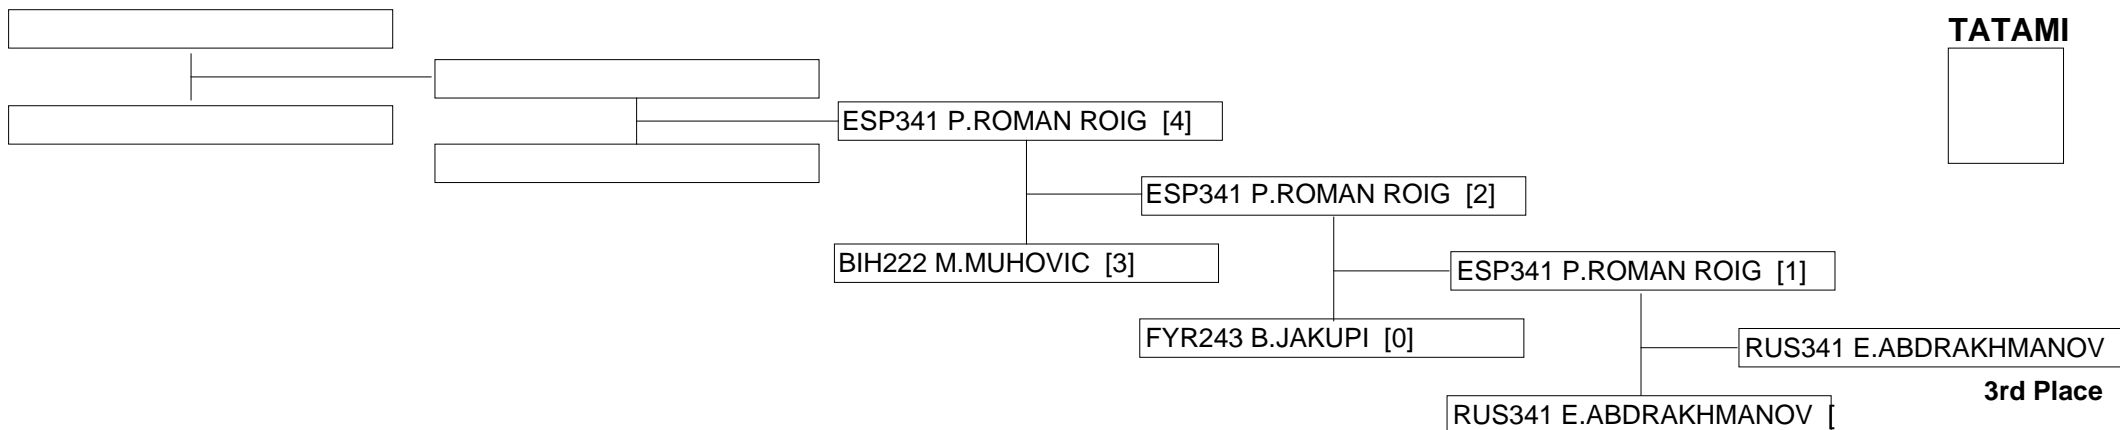 TATAMI
ESP341 P.ROMAN ROIG [4]
ESP341 P.ROMAN ROIG [2]
BIH222 M.MUHOVIC [3]
ESP341 P.ROMAN ROIG [1]
FYR243 B.JAKUPI [0]
RUS341 E.ABDRAKHMANOV
3rd Place
RUS341 E.ABDRAKHMANOV [